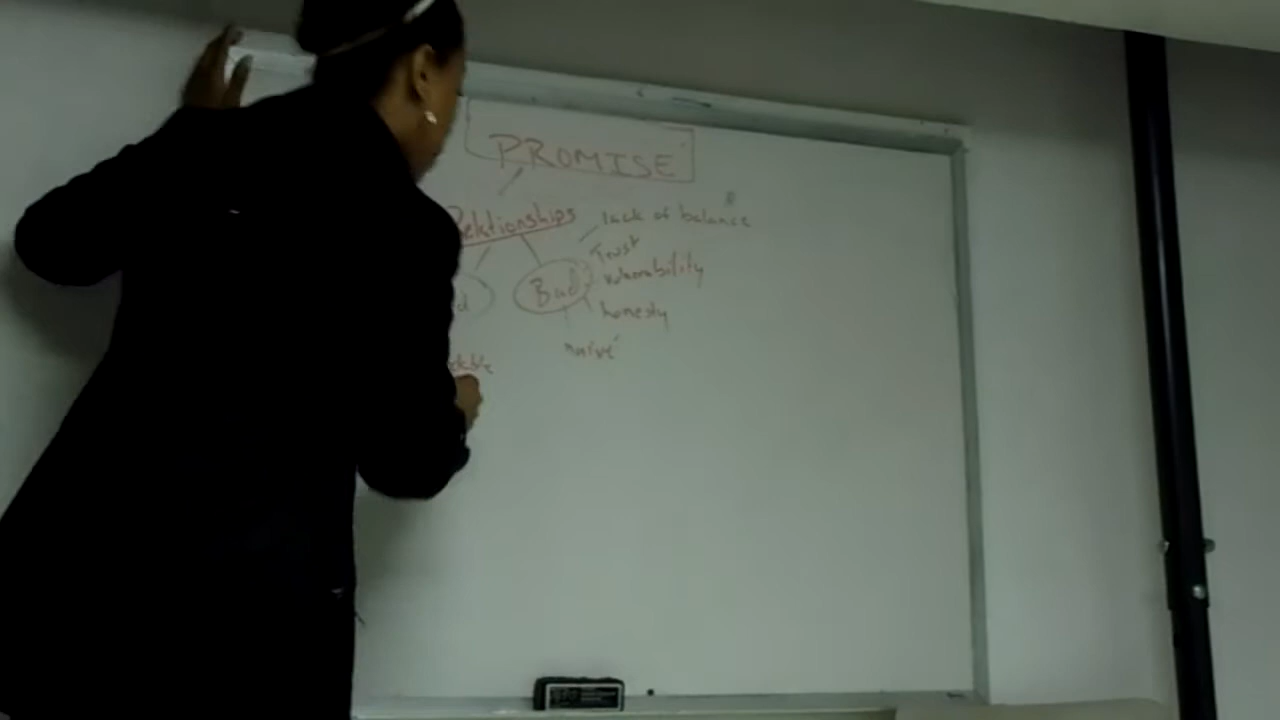 PROMISE
Relationships
lack of balance
Trust
Bad
vulnerability
honesty
naive